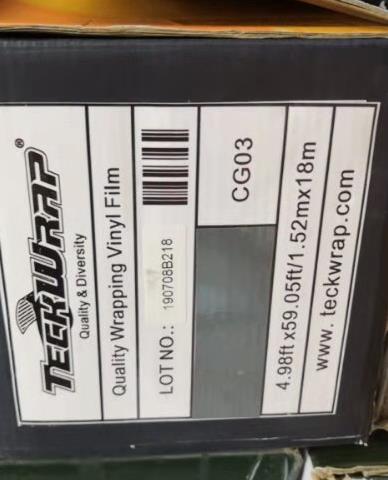 TECKWRAP®
Quality & Diversity
Quality Wrapping Vinyl Film
LOT NO.: 190708B218
CG03
4.98ft x59.05ft/1.52mx18m
www. teckwrap.com